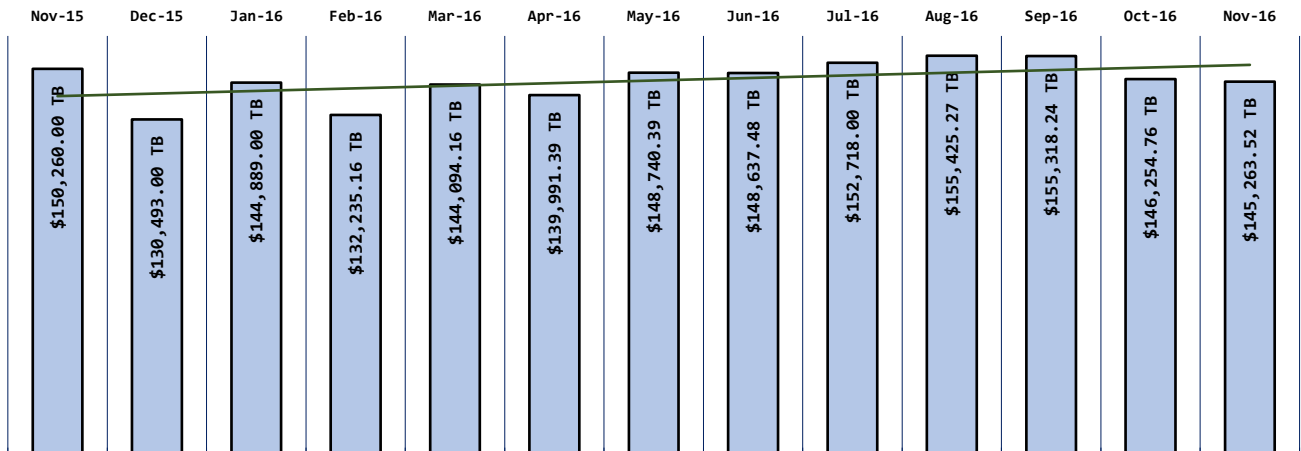 Nov-15 Dec-15 Jan-16 Feb-16 Mar-16 Apr-16 May-16 Jun-16 Jul-16 Aug-16 Sep-16 Oct-16 Nov-16
$150,260.00 TB
$130,493.00 TB
$144,889.00 TB
$132,235.16 TB
$144,094.16 TB
$139,991.39 TB
$148,740.39 TB
$148,637.48 TB
$152,718.00 TB
$155,425.27 TB
$155,318.24 TB
$146,254.76 TB
$145,263.52 TB